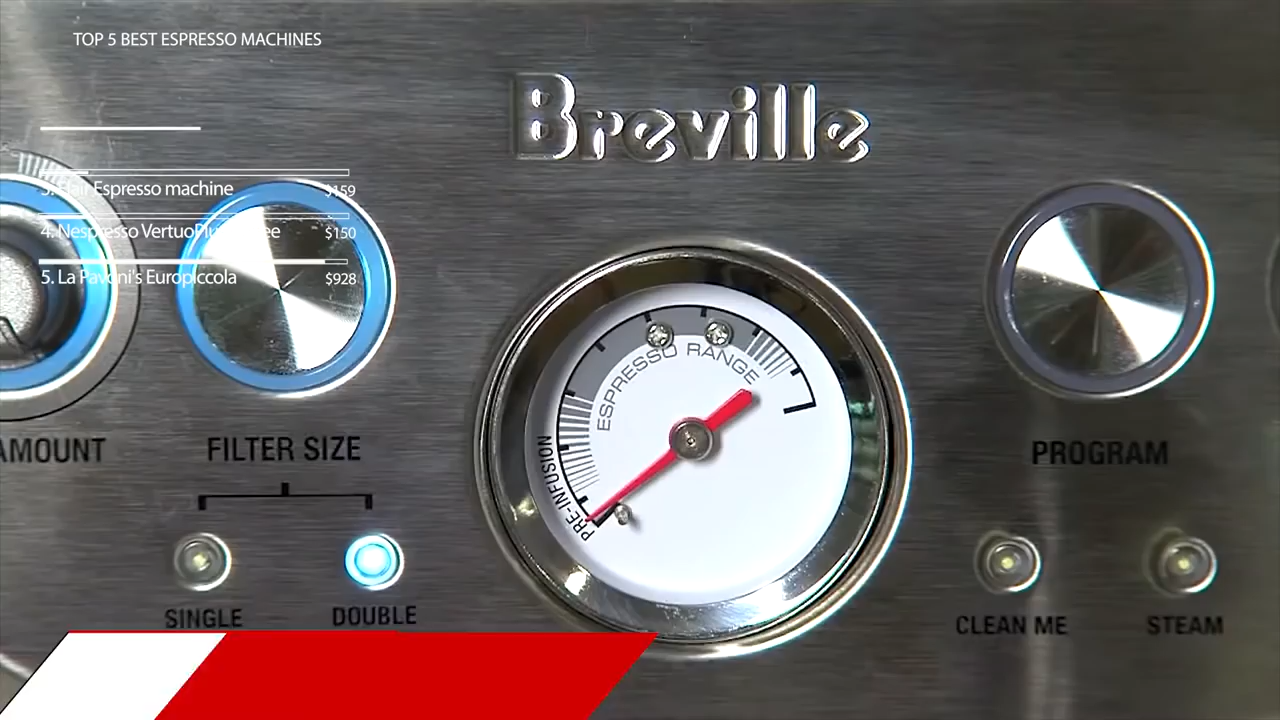 TOP 5 BEST ESPRESSO MACHINES
Breville
3. Flair Espresso machine $159
4. Nespresso VertuoPlus $150
5. La Pavoni's Europiccola $928
ESPRESSO RANGE
PRE-INFUSION
AMOUNT
FILTER SIZE
PROGRAM
SINGLE
DOUBLE
CLEAN ME
STEAM